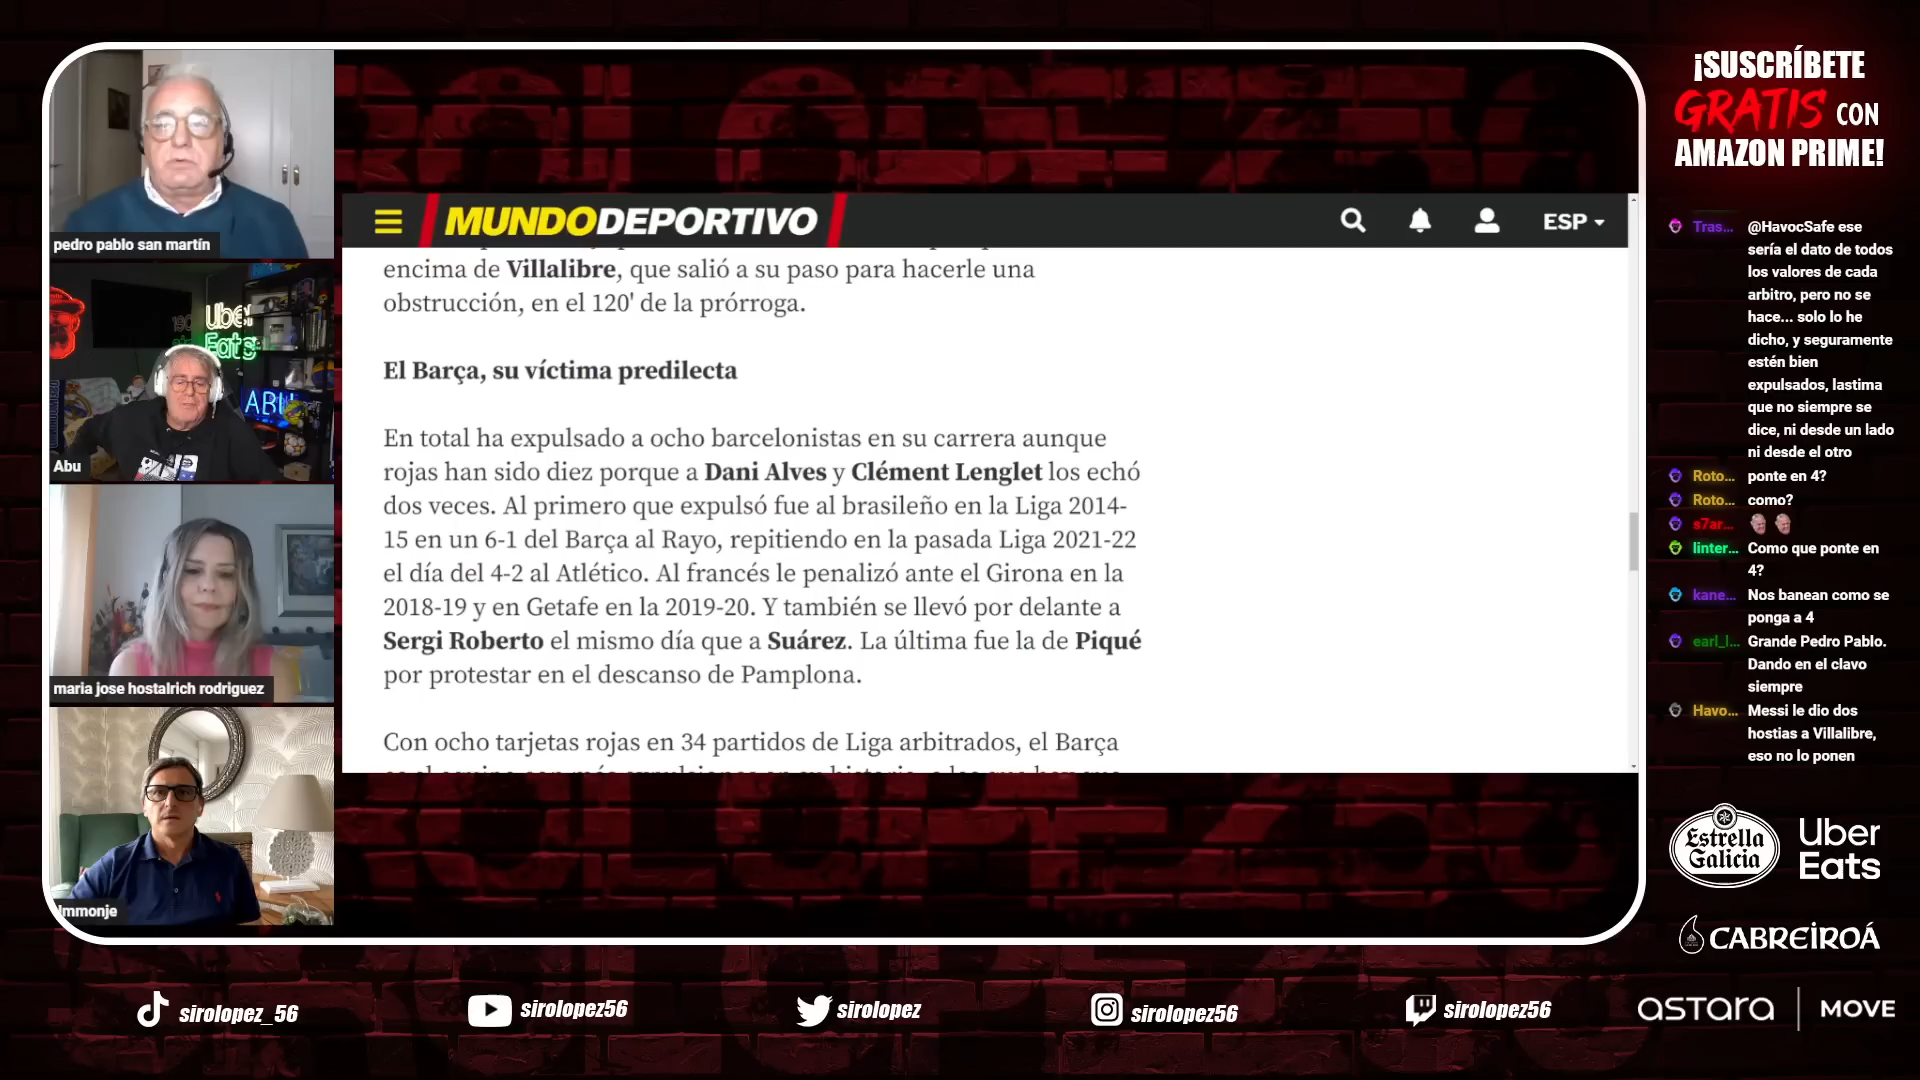 pedro pablo san martín
Uber
Eats
ABU
Abu
maria jose hostalrich rodriguez
lmmonje
MUNDODEPORTIVO
ESP
encima de Villalibre, que salió a su paso para hacerle una
obstrucción, en el 120' de la prórroga.
El Barça, su víctima predilecta
En total ha expulsado a ocho barcelonistas en su carrera aunque
rojas han sido diez porque a Dani Alves y Clément Lenglet los echó
dos veces. Al primero que expulsó fue al brasileño en la Liga 2014-
15 en un 6-1 del Barça al Rayo, repitiendo en la pasada Liga 2021-22
el día del 4-2 al Atlético. Al francés le penalizó ante el Girona en la
2018-19 y en Getafe en la 2019-20. Y también se llevó por delante a
Sergi Roberto el mismo día que a Suárez. La última fue la de Piqué
por protestar en el descanso de Pamplona.
Con ocho tarjetas rojas en 34 partidos de Liga arbitrados, el Barça
¡SUSCRÍBETE
GRATIS CON
AMAZON PRIME!
Tras... @HavocSafe ese
sería el dato de todos
los valores de cada
arbitro, pero no se
hace... solo lo he
dicho, y seguramente
estén bien
expulsados, lastima
que no siempre se
dice, ni desde un lado
ni desde el otro
Roto... ponte en 4?
Roto... como?
s7ar...
linter... Como que ponte en
4?
kane... Nos banean como se
ponga a 4
earl_l... Grande Pedro Pablo.
Dando en el clavo
siempre
Havo... Messi le dio dos
hostias a Villalibre,
eso no lo ponen
Estrella
Galicia
Uber
Eats
CABREIROÁ
sirolopez_56
sirolopez56
sirolopez
sirolopez56
sirolopez56
astara | MOVE